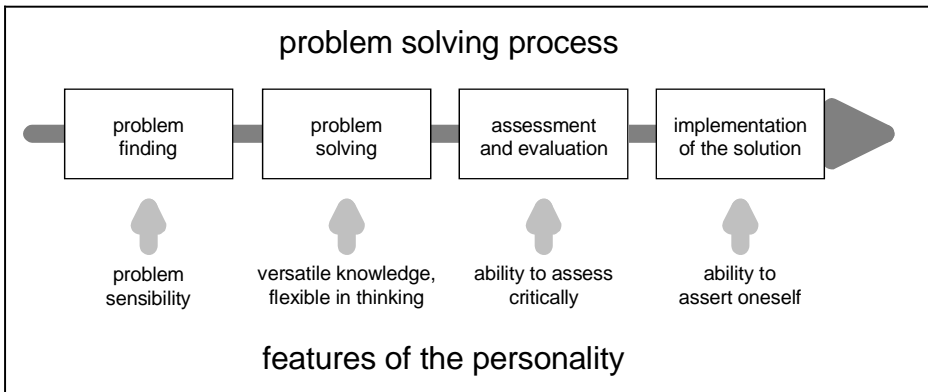 problem solving process
problem
finding
problem
solving
assessment
and evaluation
implementation
of the solution
problem
sensibility
versatile knowledge,
flexible in thinking
ability to assess
critically
ability to
assert oneself
features of the personality